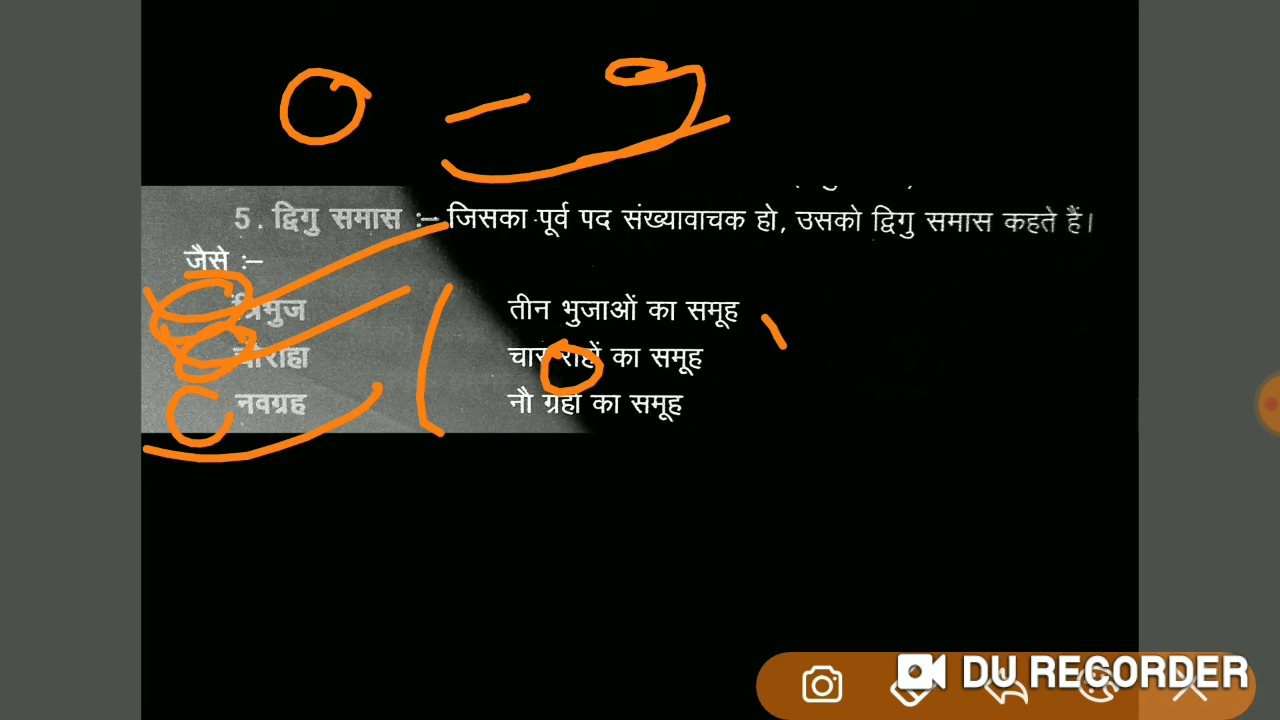 5. द्विगु समास :– जिसका पूर्व पद संख्यावाचक हो, उसको द्विगु समास कहते हैं।
जैसे :–
त्रिभुज तीन भुजाओं का समूह
चौराहा चार राहों का समूह
नवग्रह नौ ग्रहों का समूह
DU RECORDER